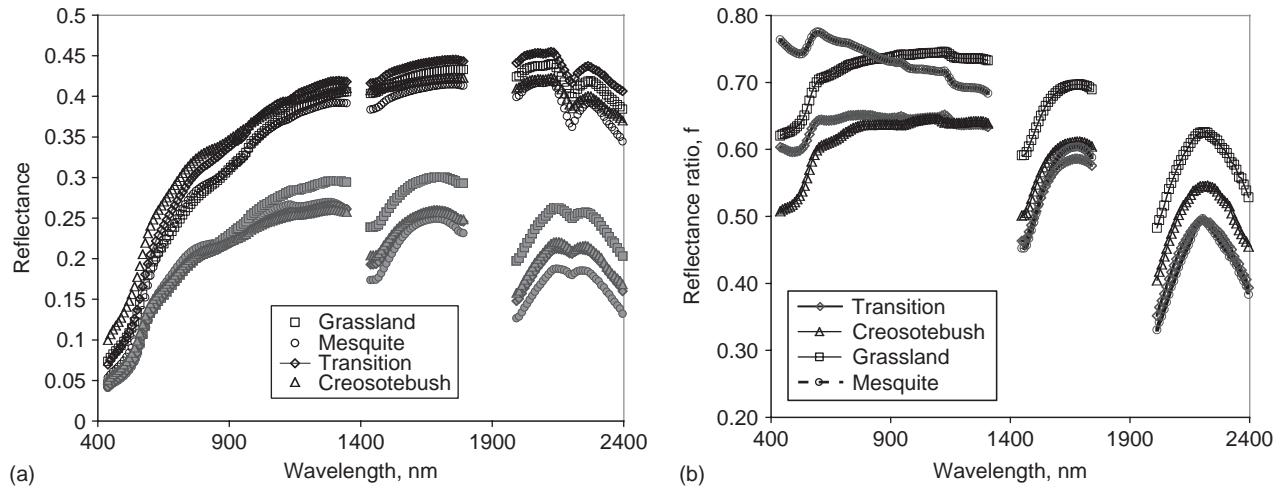 0.5
0.45
0.4
0.35
0.3
0.25
0.2
0.15
0.1
0.05
0
Reflectance
Grassland
Mesquite
Transition
Creosotebush
400
900
1400
1900
2400
Wavelength, nm
(a)
0.80
0.70
0.60
0.50
0.40
0.30
0.20
Reflectance ratio, f
Transition
Creosotebush
Grassland
Mesquite
400
900
1400
1900
2400
Wavelength, nm
(b)